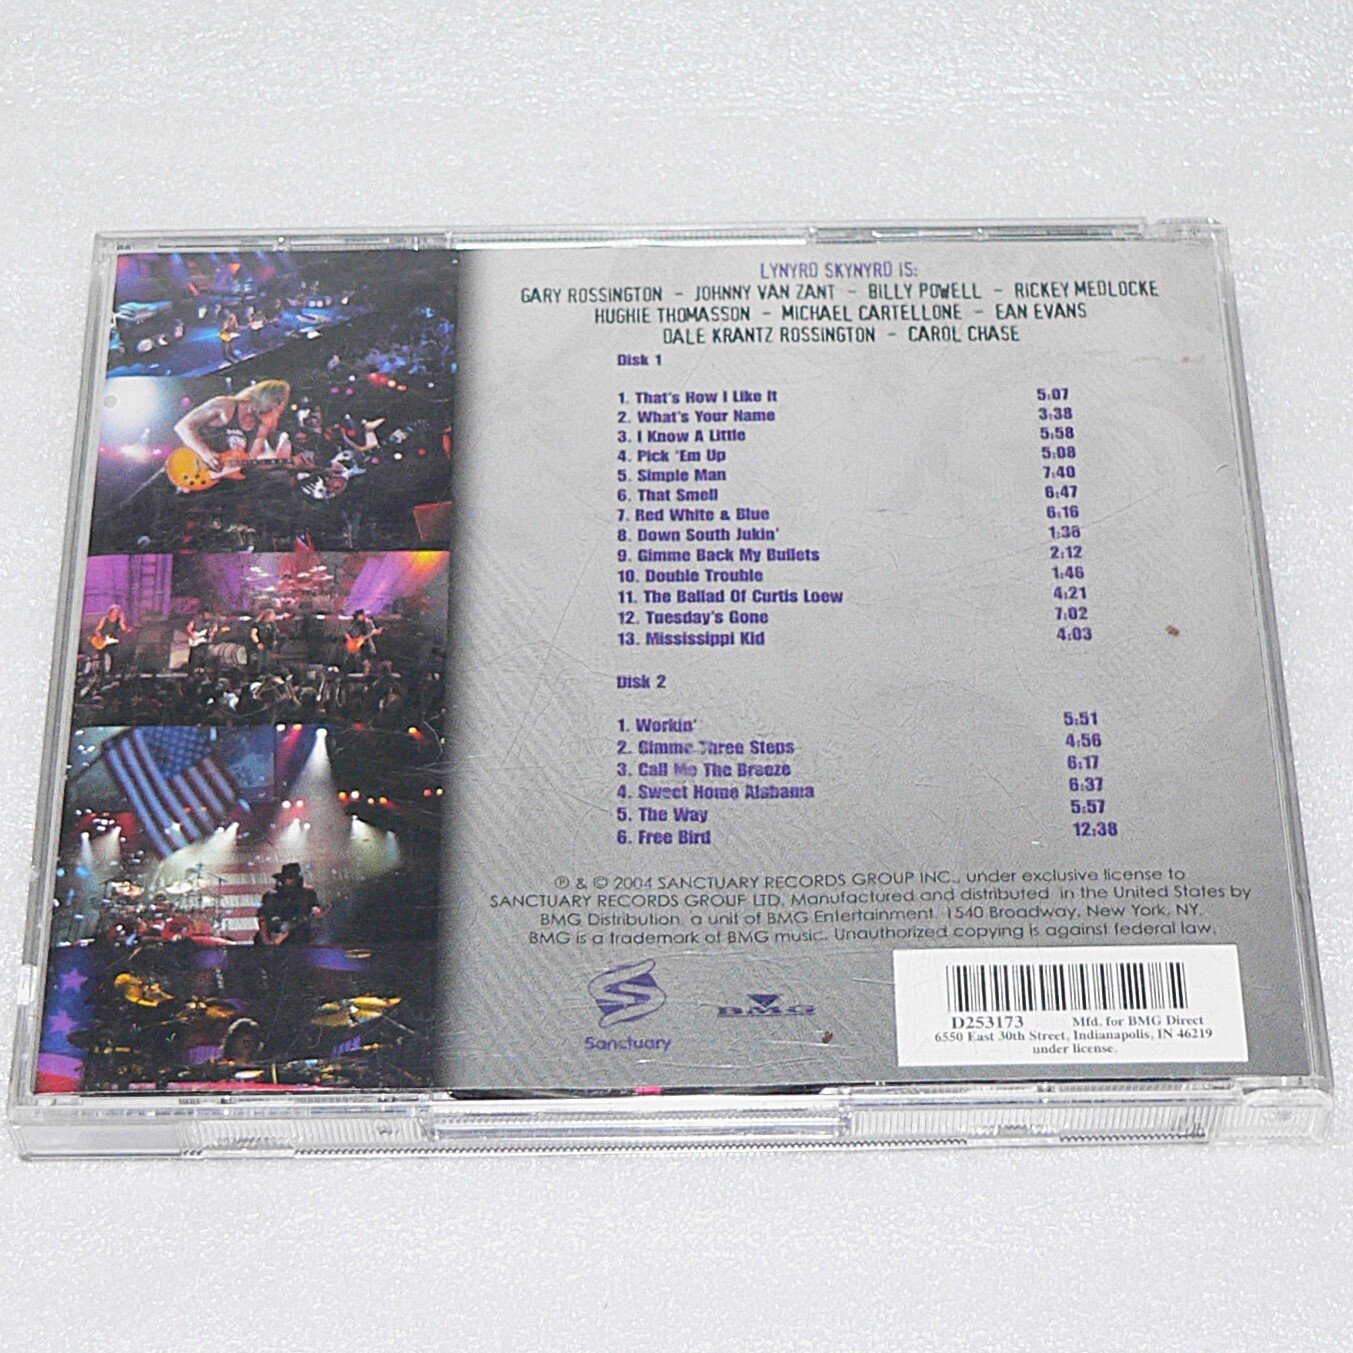 LYNYRD SKYNYRD IS:
GARY ROSSINGTON - JOHNNY VAN ZANT - BILLY POWELL - RICKEY MEDLOCKE
HUGHIE THOMASSON - MICHAEL CARTELLONE - EAN EVANS
DALE KRANTZ ROSSINGTON - CAROL CHASE
Disk 1
1. That's How I Like It 5:07
2. What's Your Name 3:38
3. I Know A Little 5:58
4. Pick 'Em Up 5:08
5. Simple Man 7:40
6. That Smell 6:47
7. Red White & Blue 6:16
8. Down South Jukin' 1:38
9. Gimme Back My Bullets 2:12
10. Double Trouble 1:46
11. The Ballad Of Curtis Loew 4:21
12. Tuesday's Gone 7:02
13. Mississippi Kid 4:03
Disk 2
1. Workin' 5:51
2. Gimme Three Steps 4:56
3. Call Me The Breeze 6:17
4. Sweet Home Alabama 6:37
5. The Way 5:57
6. Free Bird 12:38
℗ & © 2004 SANCTUARY RECORDS GROUP INC., under exclusive license to
SANCTUARY RECORDS GROUP LTD. Manufactured and distributed in the United States by
BMG Distribution, a unit of BMG Entertainment, 1540 Broadway, New York, NY.
BMG is a trademark of BMG music. Unauthorized copying is against federal law.
Sanctuary
BMG
D253173 Mfd. for BMG Direct
6550 East 30th Street, Indianapolis, IN 46219
under license.